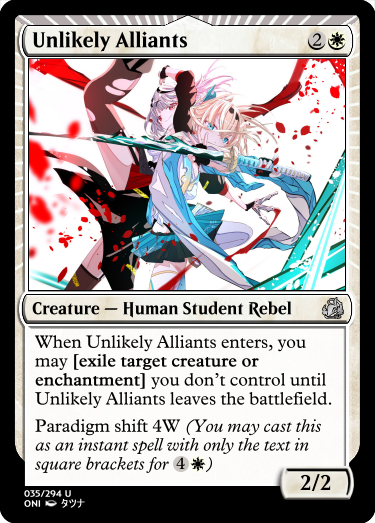 Unlikely Alliants 2
Creature — Human Student Rebel
When Unlikely Alliants enters, you
may [exile target creature or
enchantment] you don't control until
Unlikely Alliants leaves the battlefield.
Paradigm shift 4W (You may cast this
as an instant spell with only the text in
square brackets for 4)
2/2
035/294 U
ONI タツナ